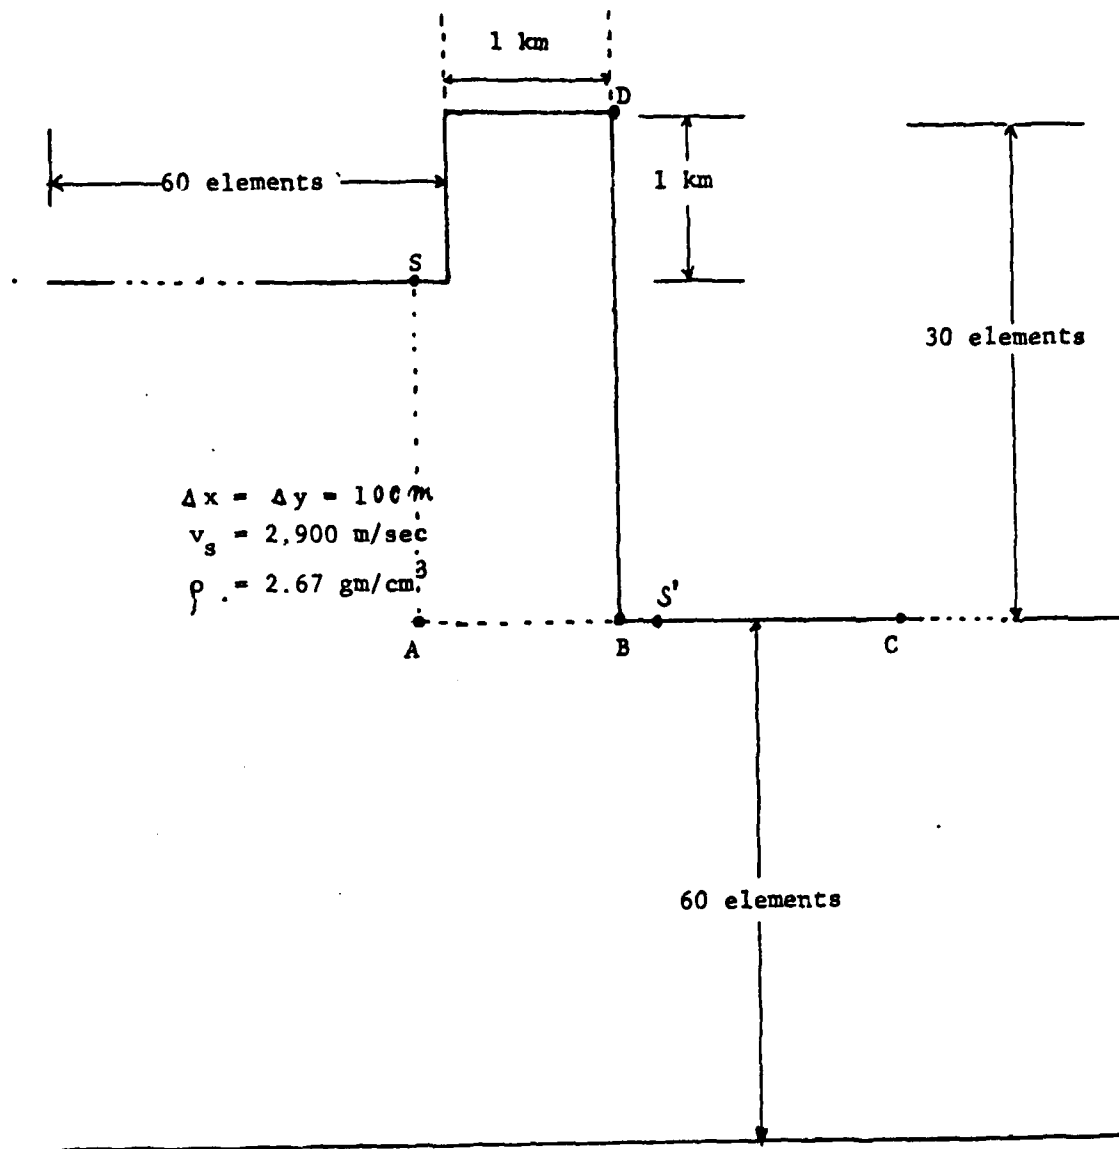 1 km
D
60 elements
1 km
S
30 elements
Δx = Δy = 100m
v_s = 2,900 m/sec
ρ = 2.67 gm/cm³
S'
A
B
C
60 elements